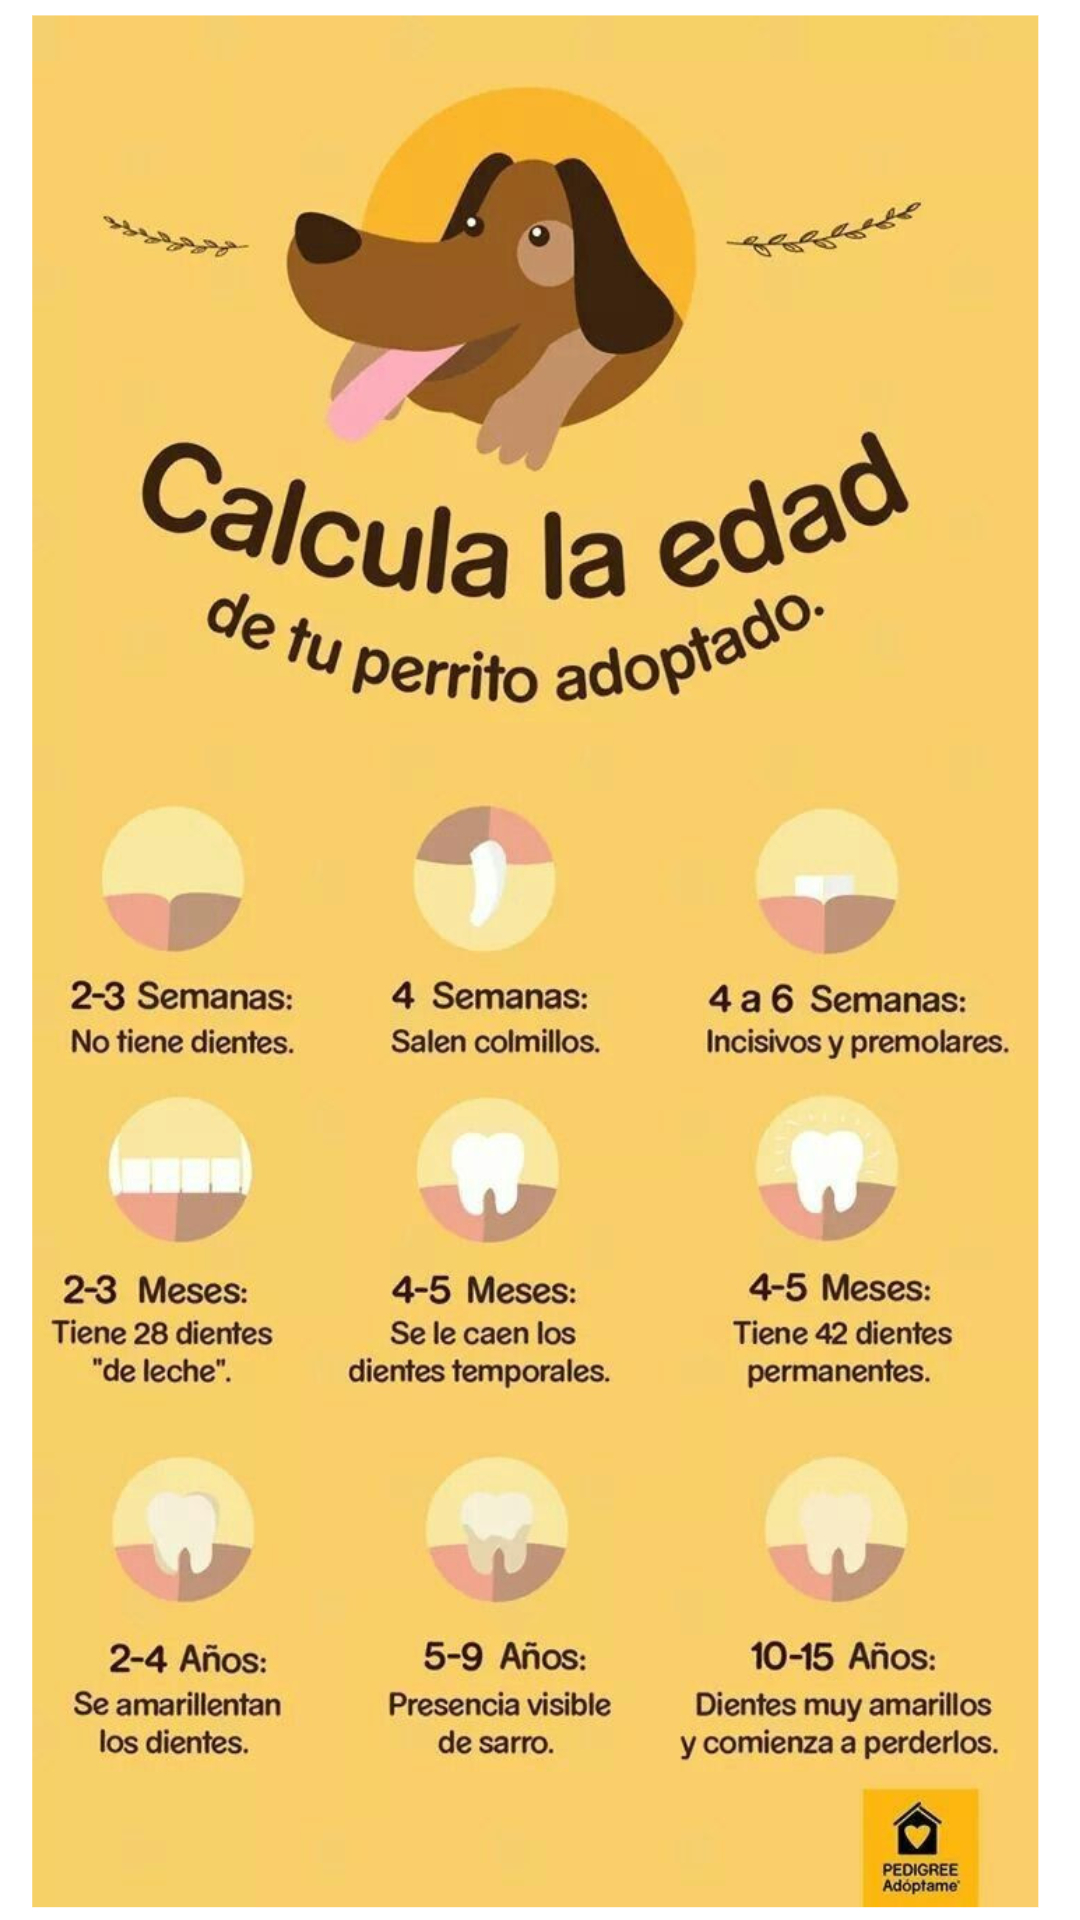 Calcula la edad
de tu perrito adoptado.
2-3 Semanas:
No tiene dientes.
4 Semanas:
Salen colmillos.
4 a 6 Semanas:
Incisivos y premolares.
2-3 Meses:
Tiene 28 dientes
"de leche".
4-5 Meses:
Se le caen los
dientes temporales.
4-5 Meses:
Tiene 42 dientes
permanentes.
2-4 Años:
Se amarillentan
los dientes.
5-9 Años:
Presencia visible
de sarro.
10-15 Años:
Dientes muy amarillos
y comienza a perderlos.
PEDIGREE
Adóptame